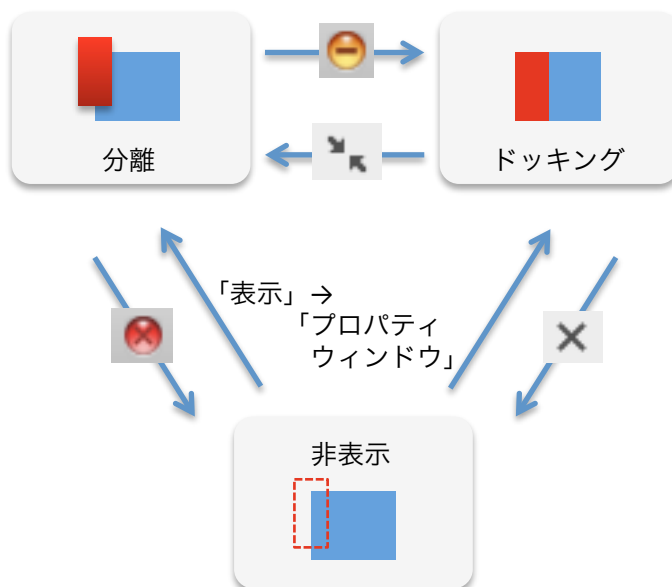 分離
ドッキング
「表示」→
「プロパティ
ウィンドウ」
非表示